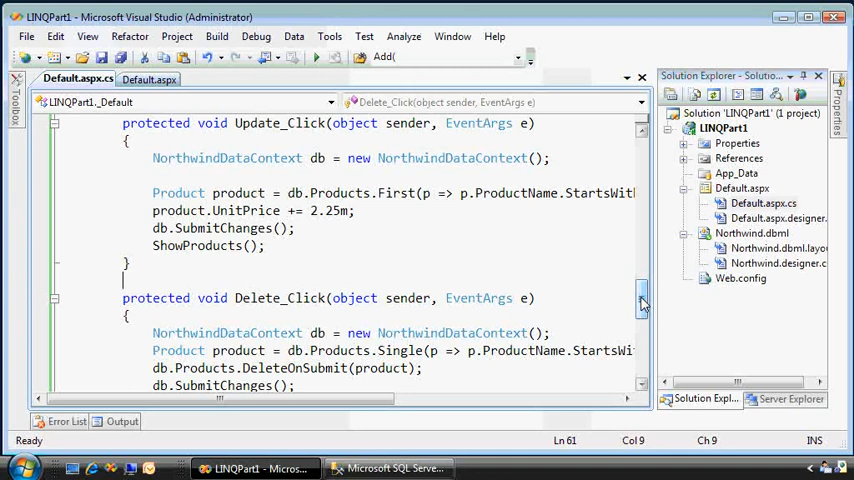 LINQPart1 - Microsoft Visual Studio (Administrator)
File Edit View Refactor Project Build Debug Data Tools Test Analyze Window Help
Add(
Default.aspx.cs Default.aspx
LINQPart1._Default Delete_Click(object sender, EventArgs e)
Toolbox
protected void Update_Click(object sender, EventArgs e)
{
NorthwindDataContext db = new NorthwindDataContext();
Product product = db.Products.First(p => p.ProductName.StartsWit
product.UnitPrice += 2.25m;
db.SubmitChanges();
ShowProducts();
}
protected void Delete_Click(object sender, EventArgs e)
{
NorthwindDataContext db = new NorthwindDataContext();
Product product = db.Products.Single(p => p.ProductName.StartsWi
db.Products.DeleteOnSubmit(product);
db.SubmitChanges();
Solution Explorer - Solutio...
Solution 'LINQPart1' (1 project)
LINQPart1
Properties
References
App_Data
Default.aspx
Default.aspx.cs
Default.aspx.designer.
Northwind.dbml
Northwind.dbml.layo
Northwind.designer.c
Web.config
Properties
Solution Expl... Server Explorer
Error List Output
Ready Ln 61 Col 9 Ch 9 INS
LINQPart1 - Micros... Microsoft SQL Serve...